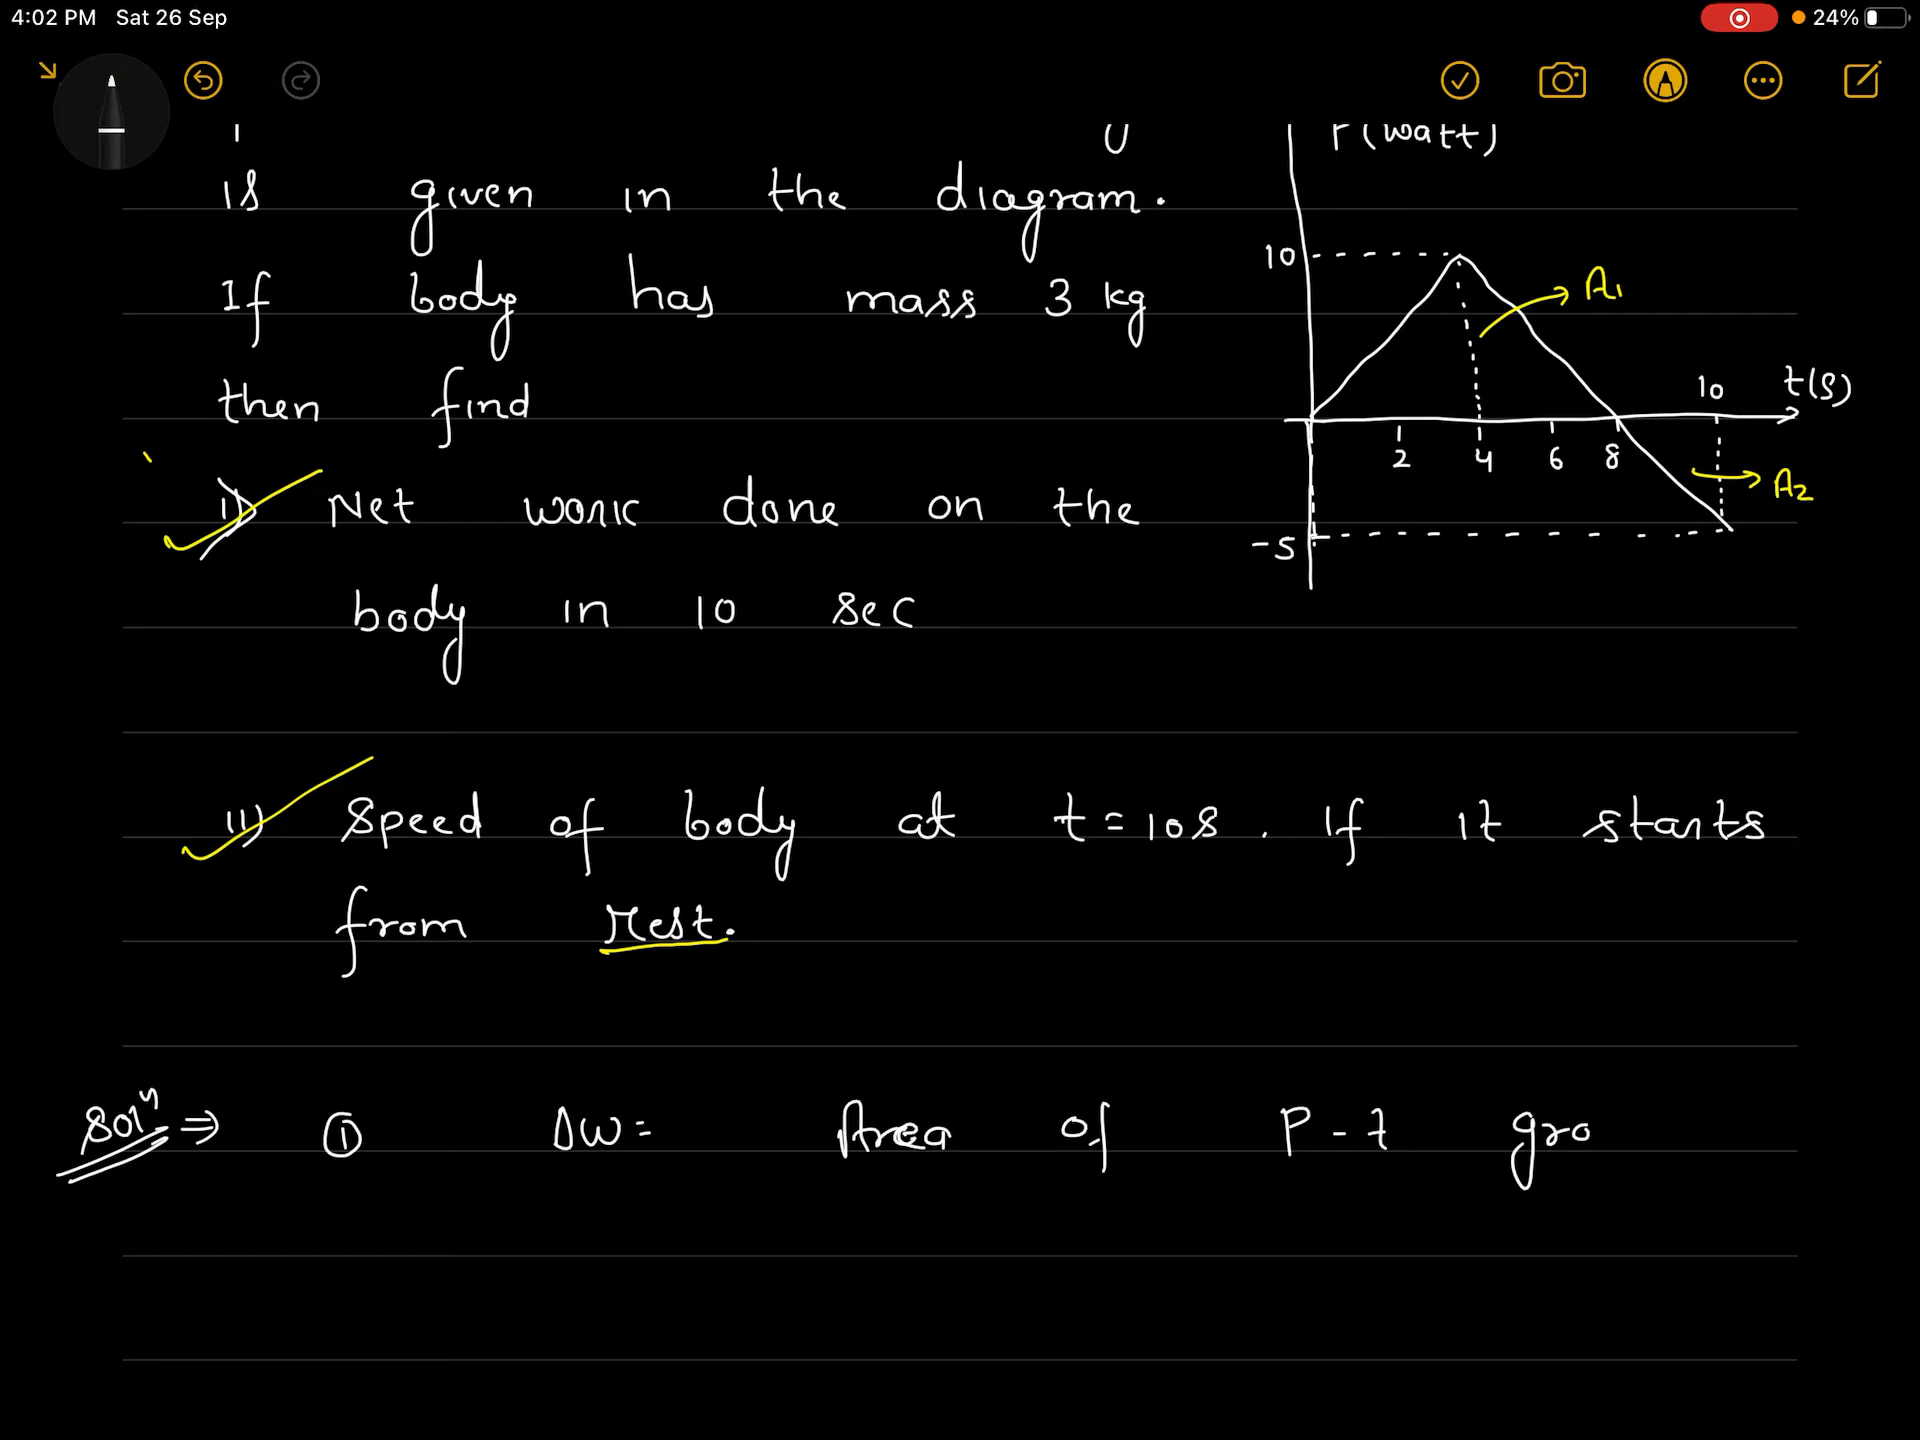 4:02 PM Sat 26 Sep
24%
(watt)
is given in the diagram.
10
A1
If body has mass 3 kg
10 t(s)
then find
2 4 6 8
A2
i) Net work done on the
-5
body in 10 sec
ii) Speed of body at t=10s. If it starts
from rest.
Solⁿ ⇒ ① ΔW= Area of P-t gra